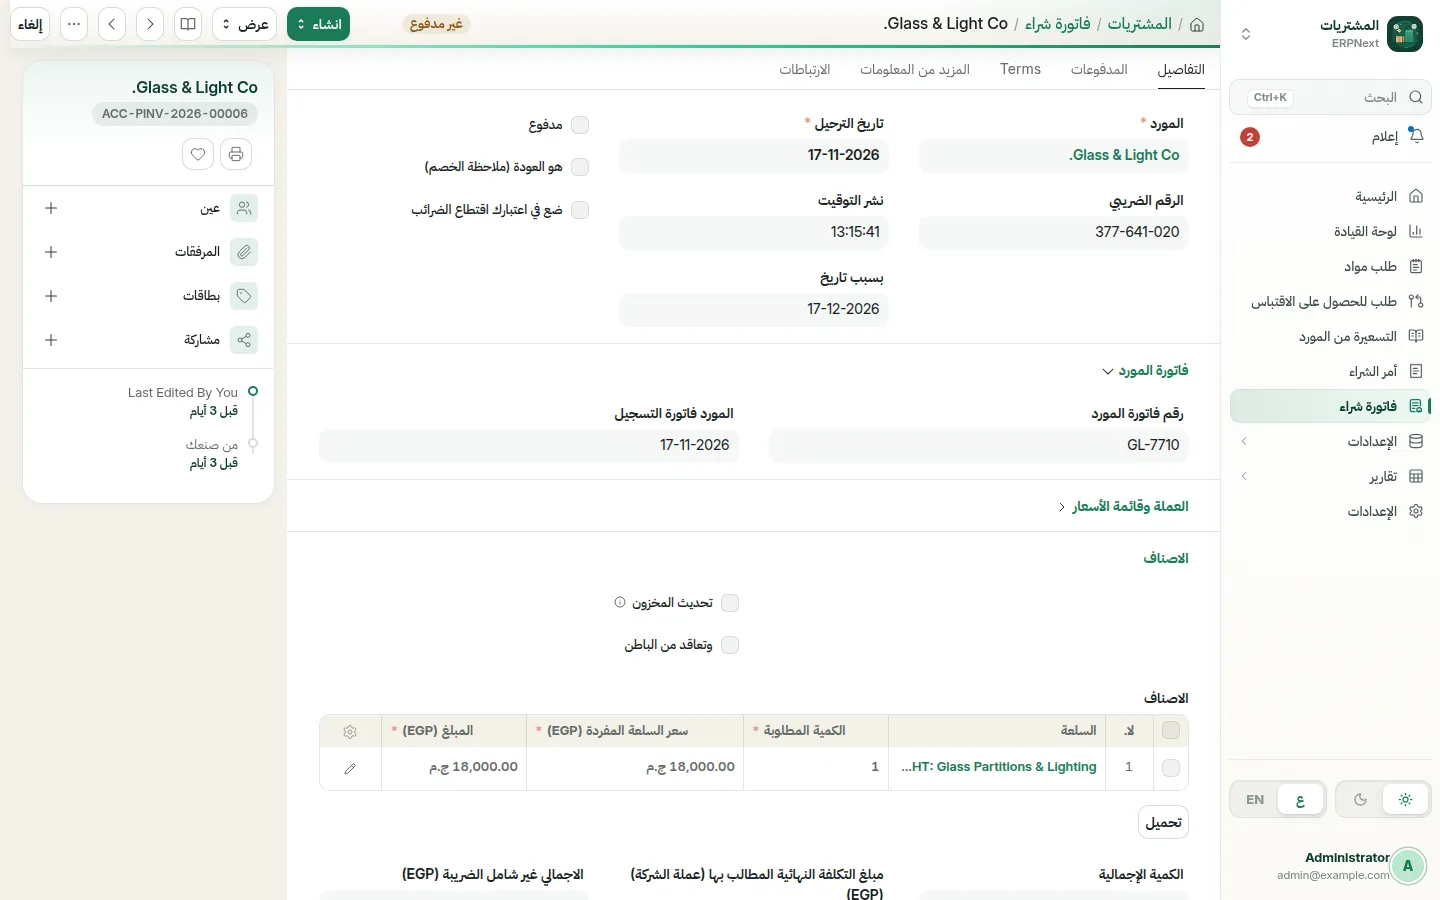 المشتريات
ERPNext
البحث
Ctrl+K
إعلام
2
الرئيسية
لوحة القيادة
طلب مواد
طلب للحصول على الاقتباس
التسعيرة من المورد
أمر الشراء
فاتورة شراء
الإعدادات
تقارير
الإعدادات
ع
EN
Administrator
admin@example.com
A
المشتريات / فاتورة شراء / Glass & Light Co.
غير مدفوع
انشاء
عرض
إلغاء
التفاصيل
المدفوعات
Terms
المزيد من المعلومات
الارتباطات
المورد *
Glass & Light Co.
الرقم الضريبي
377-641-020
تاريخ الترحيل *
17-11-2026
نشر التوقيت
13:15:41
بسبب تاريخ
17-12-2026
مدفوع
هو العودة (ملاحظة الخصم)
ضع في اعتبارك اقتطاع الضرائب
فاتورة المورد
رقم فاتورة المورد
GL-7710
المورد فاتورة التسجيل
17-11-2026
العملة وقائمة الأسعار
الاصناف
تحديث المخزون
وتعاقد من الباطن
الاصناف
لا. السلعة الكمية المطلوبة * سعر السلعة المفردة (EGP) * المبلغ (EGP) *
1 HT: Glass Partitions & Lighting... 1 18,000.00 ج.م 18,000.00 ج.م
تحميل
الكمية الإجمالية
مبلغ التكلفة النهائية المطالب بها (عملة الشركة) (EGP)
الاجمالي غير شامل الضريبة (EGP)
Glass & Light Co.
ACC-PINV-2026-00006
عين
المرفقات
بطاقات
مشاركة
Last Edited By You
قبل 3 أيام
من صنعك
قبل 3 أيام